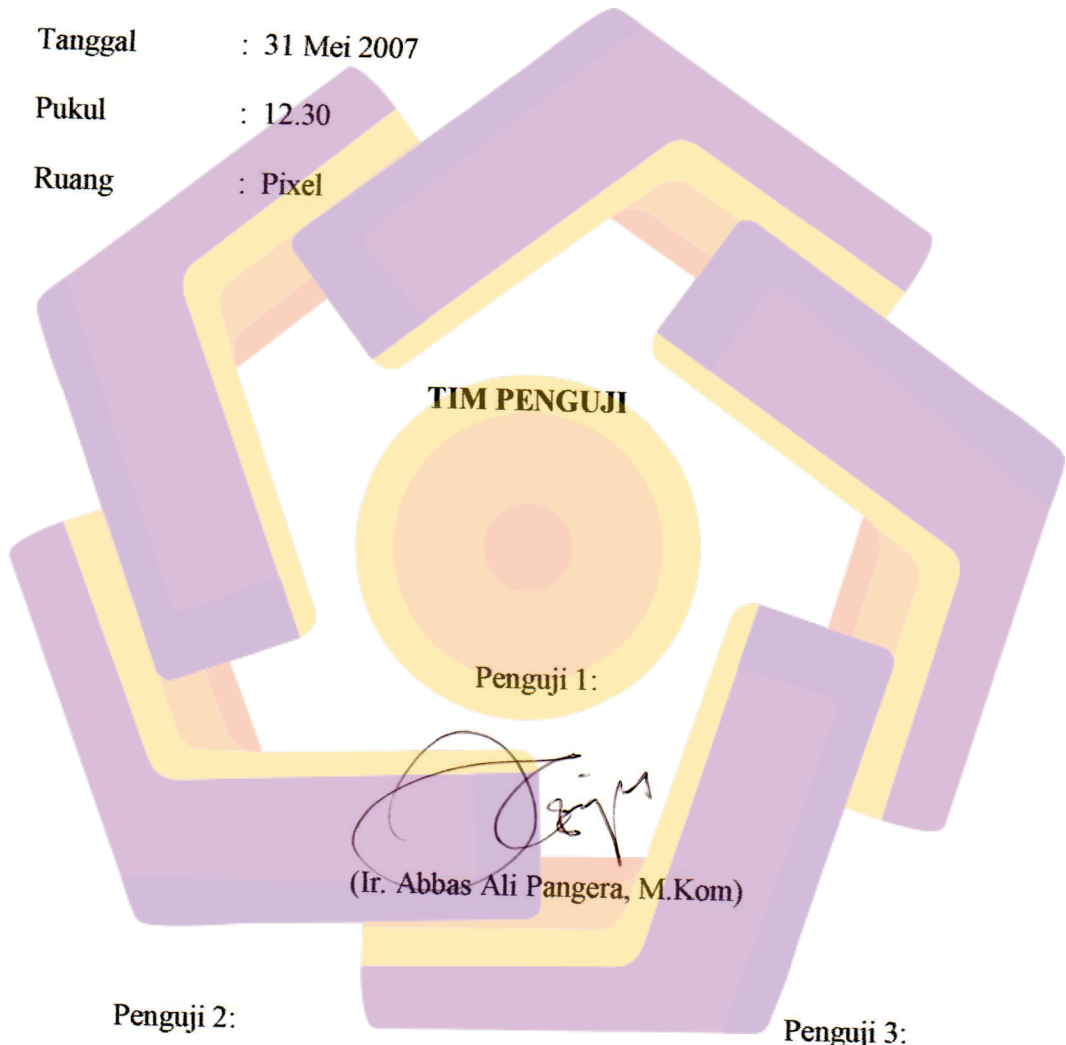 Tanggal : 31 Mei 2007
Pukul : 12.30
Ruang : Pixel
TIM PENGUJI
Penguji 1:
(Ir. Abbas Ali Pangera, M.Kom)
Penguji 2: Penguji 3: